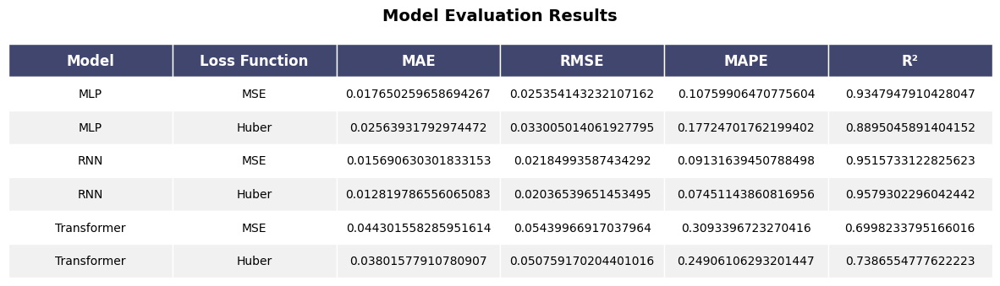 Model Evaluation Results
Model Loss Function MAE RMSE MAPE R²
MLP MSE 0.017650259658694267 0.025354143232107162 0.10759906470775604 0.9347947910428047
MLP Huber 0.02563931792974472 0.033005014061927795 0.17724701762199402 0.8895045891404152
RNN MSE 0.015690630301833153 0.02184993587434292 0.09131639450788498 0.9515733122825623
RNN Huber 0.012819786556065083 0.02036539651453495 0.07451143860816956 0.9579302296042442
Transformer MSE 0.044301558285951614 0.05439966917037964 0.3093396723270416 0.6998233795166016
Transformer Huber 0.03801577910780907 0.050759170204401016 0.24906106293201447 0.7386554777622223